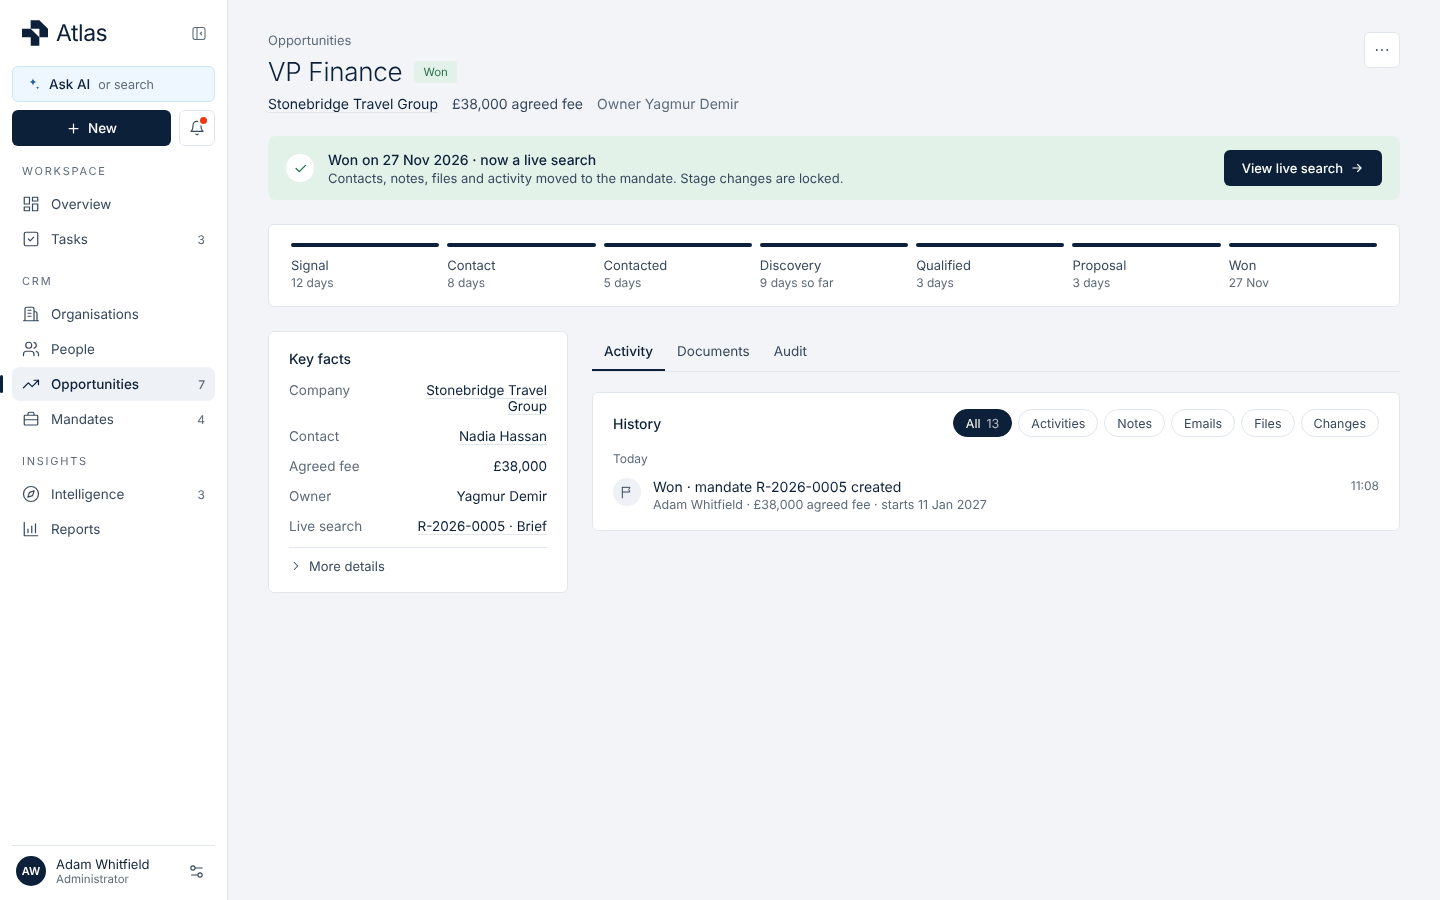 Atlas
Ask AI or search
New
WORKSPACE
Overview
Tasks 3
CRM
Organisations
People
Opportunities 7
Mandates 4
INSIGHTS
Intelligence 3
Reports
AW
Adam Whitfield
Administrator
Opportunities
VP Finance Won
Stonebridge Travel Group £38,000 agreed fee Owner Yagmur Demir
Won on 27 Nov 2026 · now a live search
Contacts, notes, files and activity moved to the mandate. Stage changes are locked.
View live search →
Signal
12 days
Contact
8 days
Contacted
5 days
Discovery
9 days so far
Qualified
3 days
Proposal
3 days
Won
27 Nov
Key facts
Company Stonebridge Travel
Group
Contact Nadia Hassan
Agreed fee £38,000
Owner Yagmur Demir
Live search R-2026-0005 · Brief
More details
Activity Documents Audit
History
All 13 Activities Notes Emails Files Changes
Today
Won · mandate R-2026-0005 created 11:08
Adam Whitfield · £38,000 agreed fee · starts 11 Jan 2027